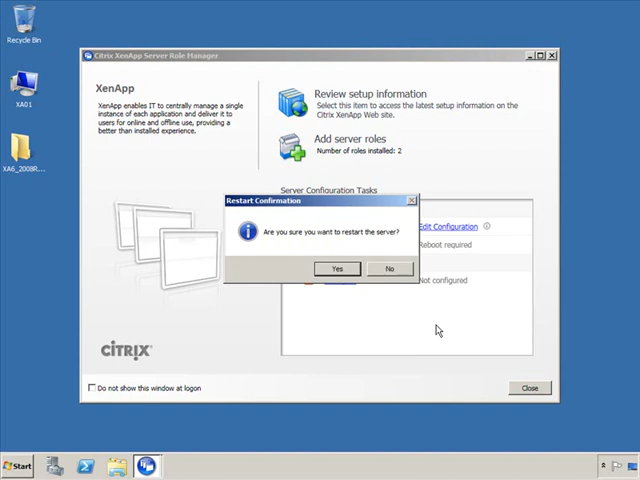 Recycle Bin
XA01
XA6_2008R...
Citrix XenApp Server Role Manager
XenApp
XenApp enables IT to centrally manage a single
instance of each application and deliver it to
users for online and offline use, providing a
better than installed experience.
CITRIX
Review setup information
Select this item to access the latest setup information on the
Citrix XenApp Web site.
Add server roles
Number of roles installed: 2
Server Configuration Tasks
Edit Configuration
Reboot required
Not configured
Restart Confirmation
Are you sure you want to restart the server?
Yes
No
Do not show this window at logon
Close
Start